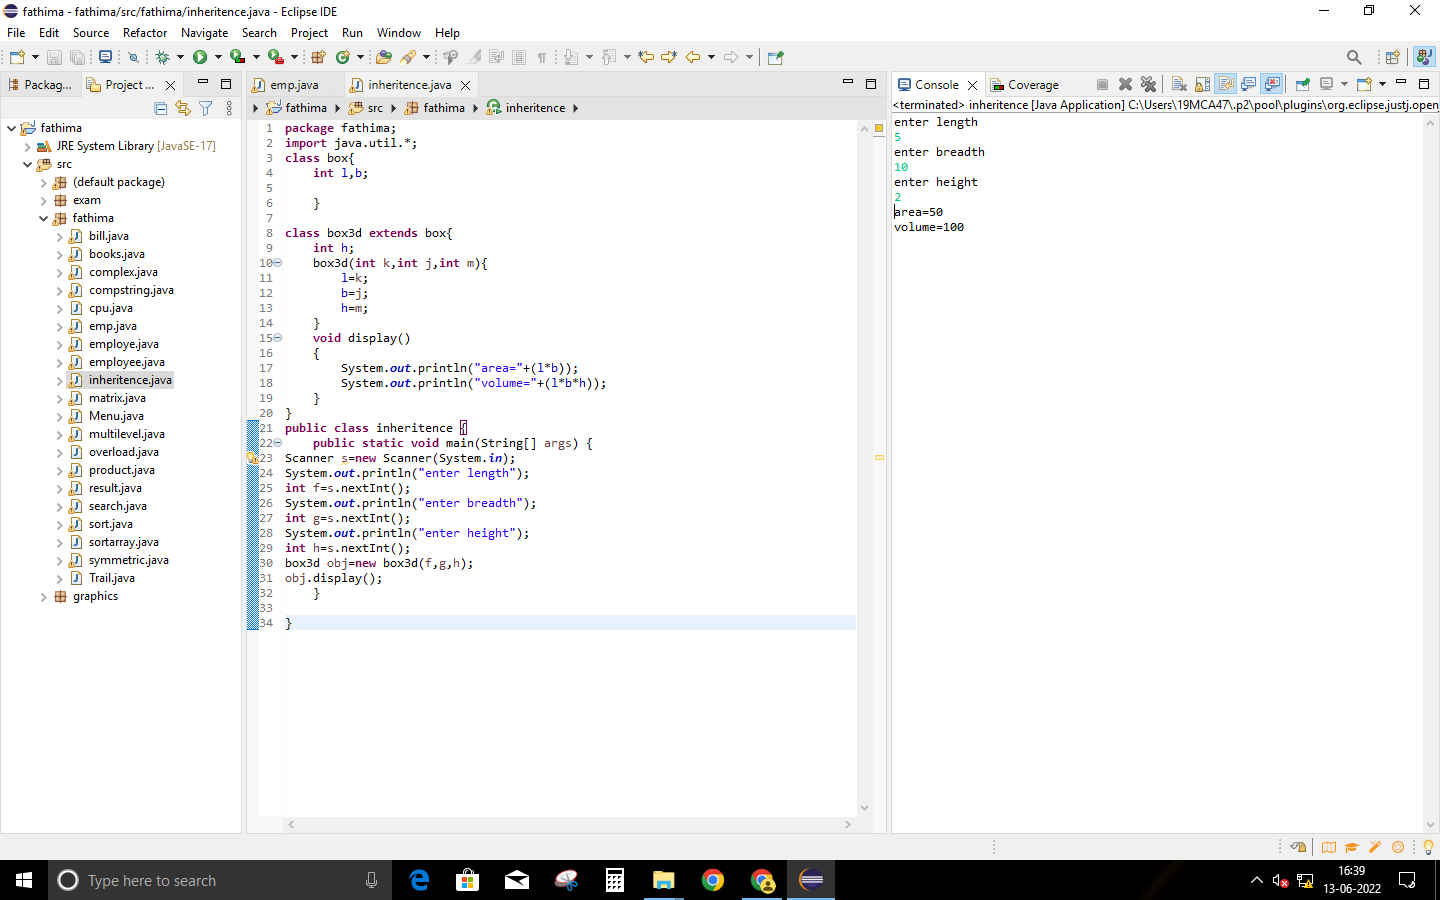 fathima - fathima/src/fathima/inheritence.java - Eclipse IDE
File Edit Source Refactor Navigate Search Project Run Window Help
Packag... Project ...
fathima
JRE System Library [JavaSE-17]
src
(default package)
exam
fathima
bill.java
books.java
complex.java
compstring.java
cpu.java
emp.java
employe.java
employee.java
inheritence.java
matrix.java
Menu.java
multilevel.java
overload.java
product.java
result.java
search.java
sort.java
sortarray.java
symmetric.java
Trail.java
graphics
emp.java inheritence.java
fathima src fathima inheritence
1 package fathima;
2 import java.util.*;
3 class box{
4 int l,b;
5
6 }
7
8 class box3d extends box{
9 int h;
10 box3d(int k,int j,int m){
11 l=k;
12 b=j;
13 h=m;
14 }
15 void display()
16 {
17 System.out.println("area="+(l*b));
18 System.out.println("volume="+(l*b*h));
19 }
20 }
21 public class inheritence {
22 public static void main(String[] args) {
23 Scanner s=new Scanner(System.in);
24 System.out.println("enter length");
25 int f=s.nextInt();
26 System.out.println("enter breadth");
27 int g=s.nextInt();
28 System.out.println("enter height");
29 int h=s.nextInt();
30 box3d obj=new box3d(f,g,h);
31 obj.display();
32 }
33
34 }
Console Coverage
<terminated> inheritence [Java Application] C:\Users\19MCA47\.p2\pool\plugins\org.eclipse.justj.open
enter length
5
enter breadth
10
enter height
2
area=50
volume=100
Type here to search
16:39
13-06-2022